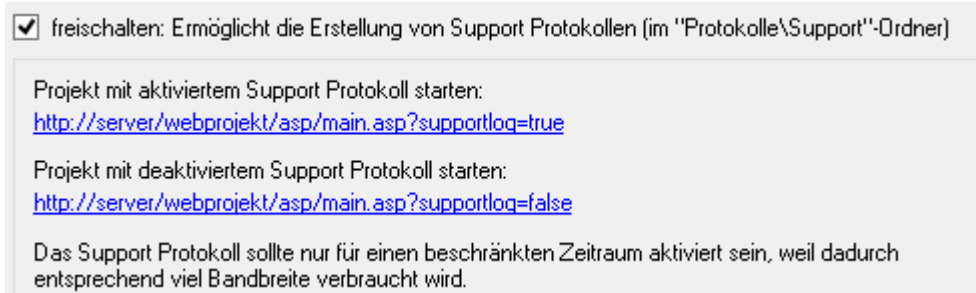 freischalten: Ermöglicht die Erstellung von Support Protokollen (im "Protokolle\Support"-Ordner)
Projekt mit aktiviertem Support Protokoll starten:
http://server/webprojekt/asp/main.asp?supportlog=true
Projekt mit deaktiviertem Support Protokoll starten:
http://server/webprojekt/asp/main.asp?supportlog=false
Das Support Protokoll sollte nur für einen beschränkten Zeitraum aktiviert sein, weil dadurch
entsprechend viel Bandbreite verbraucht wird.